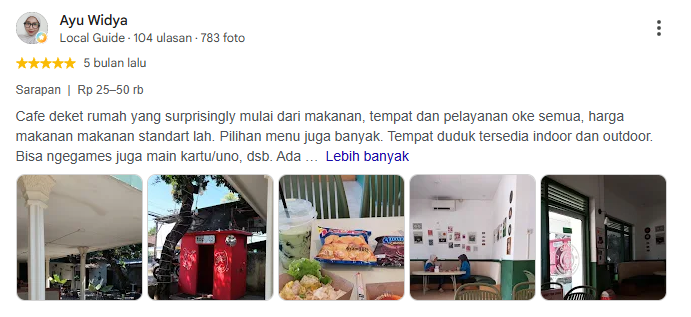 Ayu Widya
Local Guide · 104 ulasan · 783 foto
5 bulan lalu
Sarapan | Rp 25–50 rb
Cafe deket rumah yang surprisingly mulai dari makanan, tempat dan pelayanan oke semua, harga
makanan makanan standart lah. Pilihan menu juga banyak. Tempat duduk tersedia indoor dan outdoor.
Bisa ngegames juga main kartu/uno, dsb. Ada … Lebih banyak